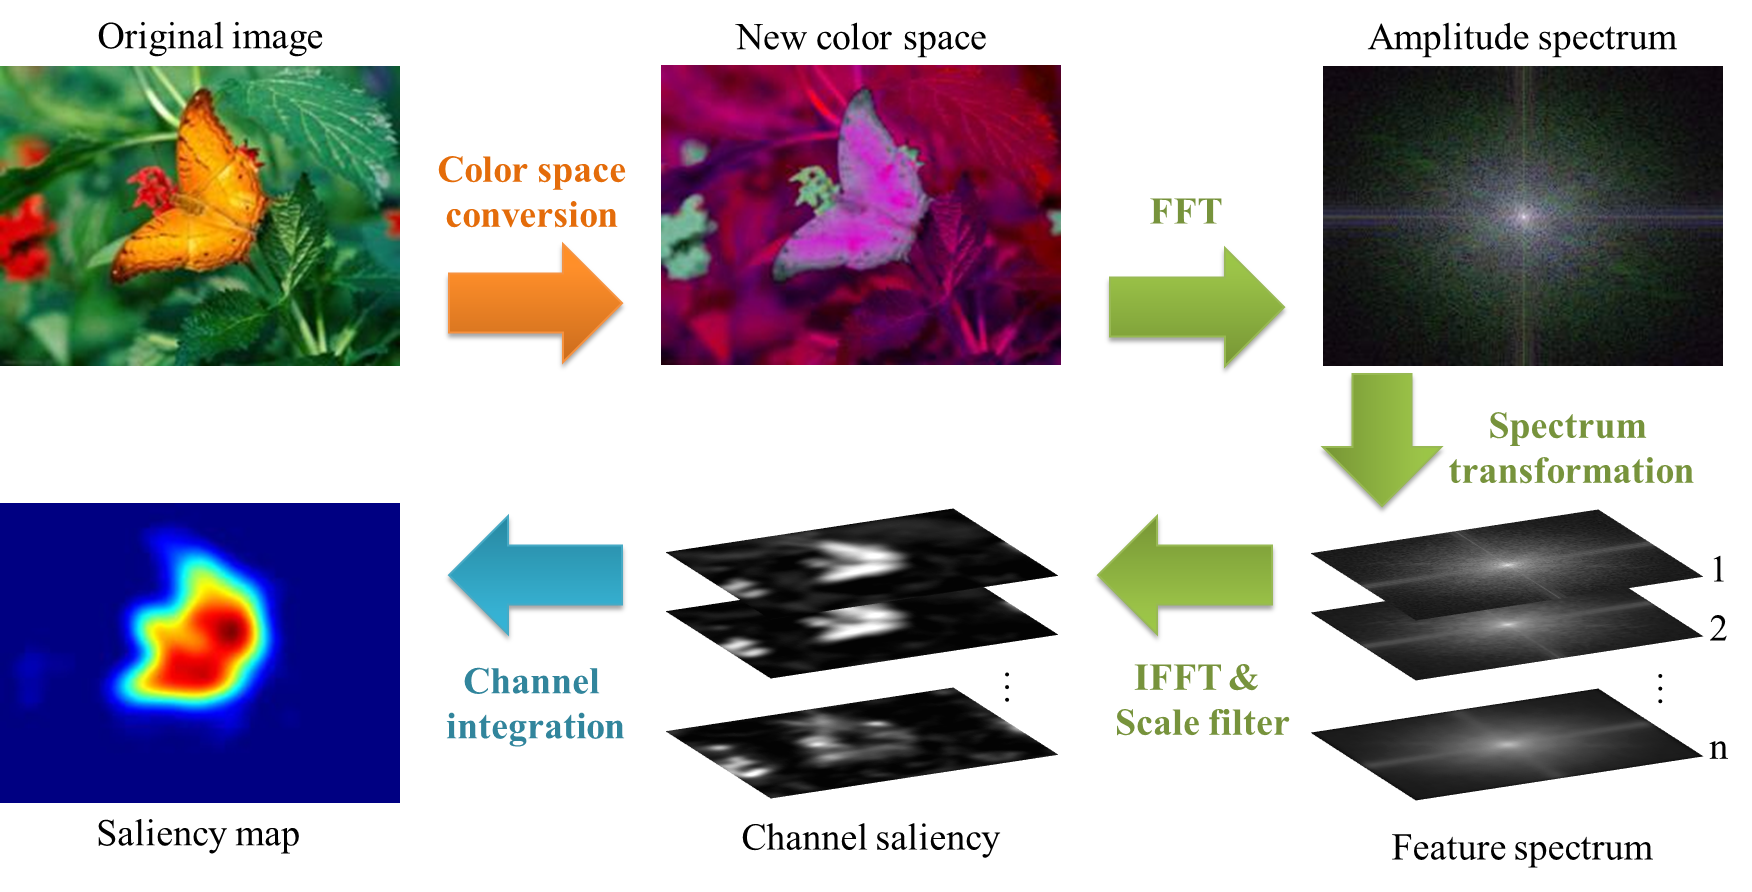 Original image
New color space
Amplitude spectrum
Color space
conversion
FFT
Spectrum
transformation
1
2
⋮
n
Feature spectrum
IFFT &
Scale filter
⋮
Channel saliency
Channel
integration
Saliency map